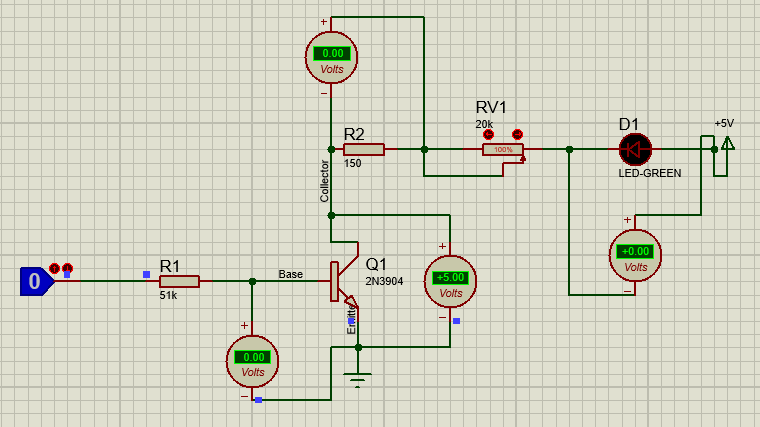 +
0.00
Volts
−
RV1
20k
100%
D1
+5V
LED-GREEN
R2
150
Collector
+
+0.00
Volts
−
0
R1
51k
Base
Q1
2N3904
Emitter
+
+5.00
Volts
−
+
0.00
Volts
−